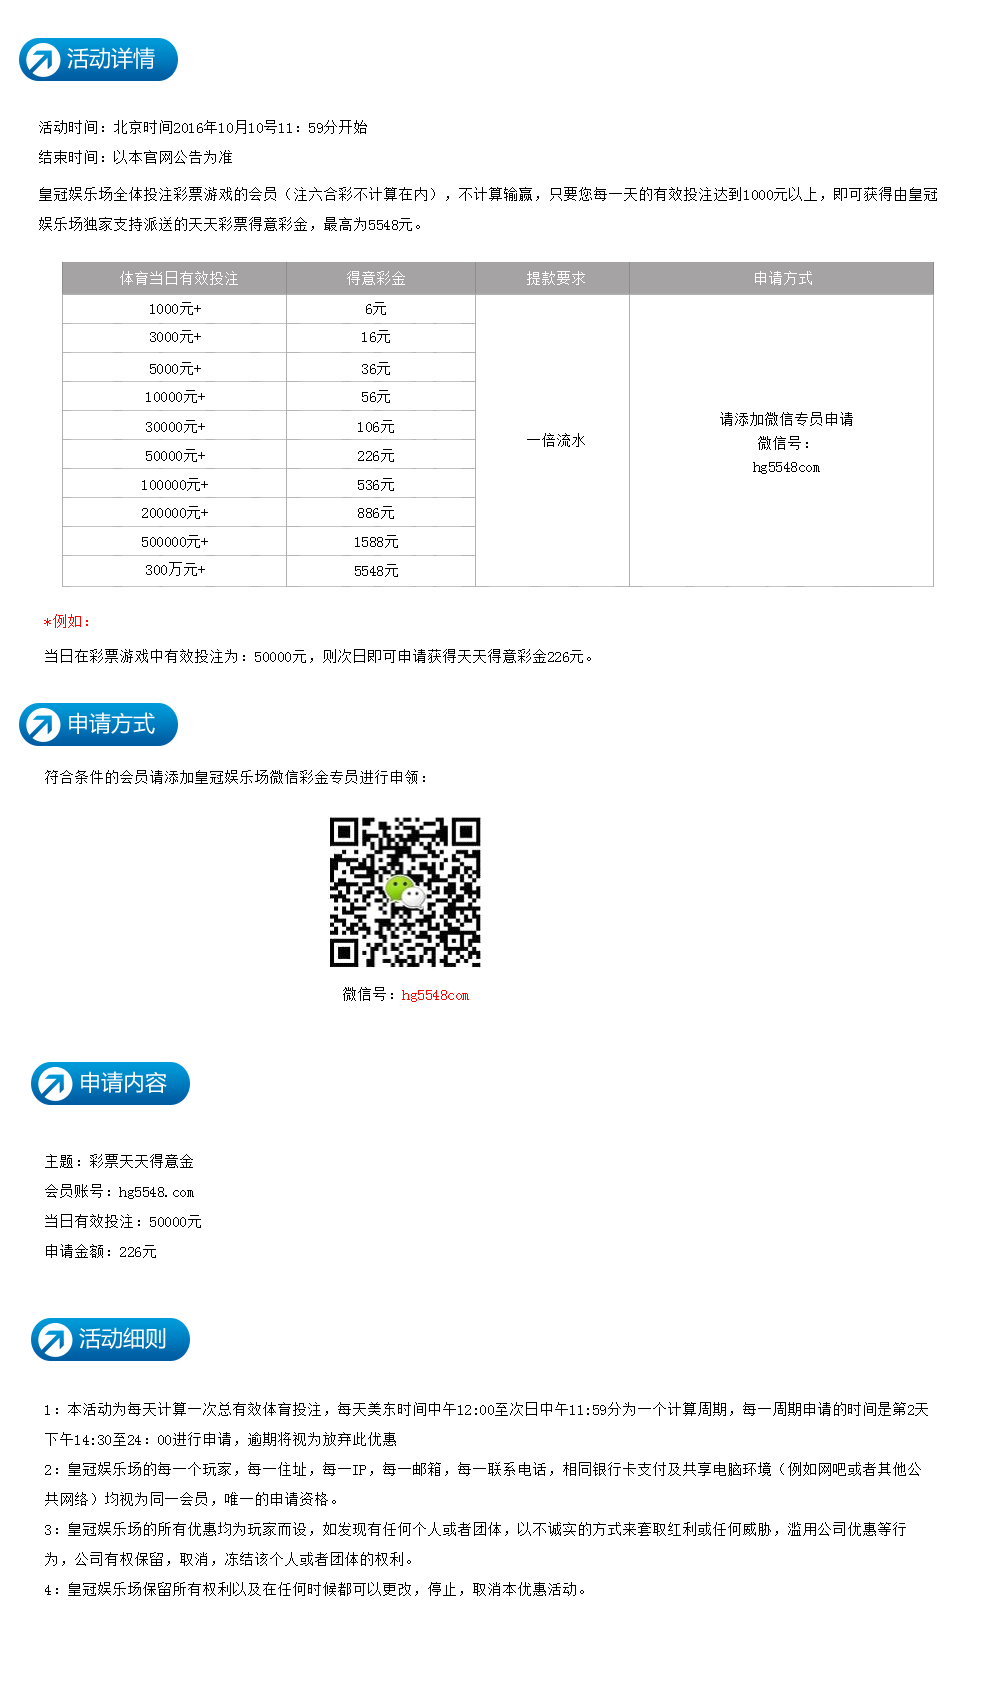 活动详情
活动时间：北京时间2016年10月10号11：59分开始
结束时间：以本官网公告为准
皇冠娱乐场全体投注彩票游戏的会员（注六合彩不计算在内），不计算输赢，只要您每一天的有效投注达到1000元以上，即可获得由皇冠
娱乐场独家支持派送的天天彩票得意彩金，最高为5548元。
体育当日有效投注 得意彩金 提款要求 申请方式
1000元+ 6元
3000元+ 16元
5000元+ 36元
10000元+ 56元
30000元+ 106元
50000元+ 226元
100000元+ 536元
200000元+ 886元
500000元+ 1588元
300万元+ 5548元
一倍流水
请添加微信专员申请
微信号：
hg5548com
*例如：
当日在彩票游戏中有效投注为：50000元，则次日即可申请获得天天得意彩金226元。
申请方式
符合条件的会员请添加皇冠娱乐场微信彩金专员进行申领：
微信号：hg5548com
申请内容
主题：彩票天天得意金
会员账号：hg5548.com
当日有效投注：50000元
申请金额：226元
活动细则
1：本活动为每天计算一次总有效体育投注，每天美东时间中午12:00至次日中午11:59分为一个计算周期，每一周期申请的时间是第2天
下午14:30至24：00进行申请，逾期将视为放弃此优惠
2：皇冠娱乐场的每一个玩家，每一住址，每一IP，每一邮箱，每一联系电话，相同银行卡支付及共享电脑环境（例如网吧或者其他公
共网络）均视为同一会员，唯一的申请资格。
3：皇冠娱乐场的所有优惠均为玩家而设，如发现有任何个人或者团体，以不诚实的方式来套取红利或任何威胁，滥用公司优惠等行
为，公司有权保留，取消，冻结该个人或者团体的权利。
4：皇冠娱乐场保留所有权利以及在任何时候都可以更改，停止，取消本优惠活动。